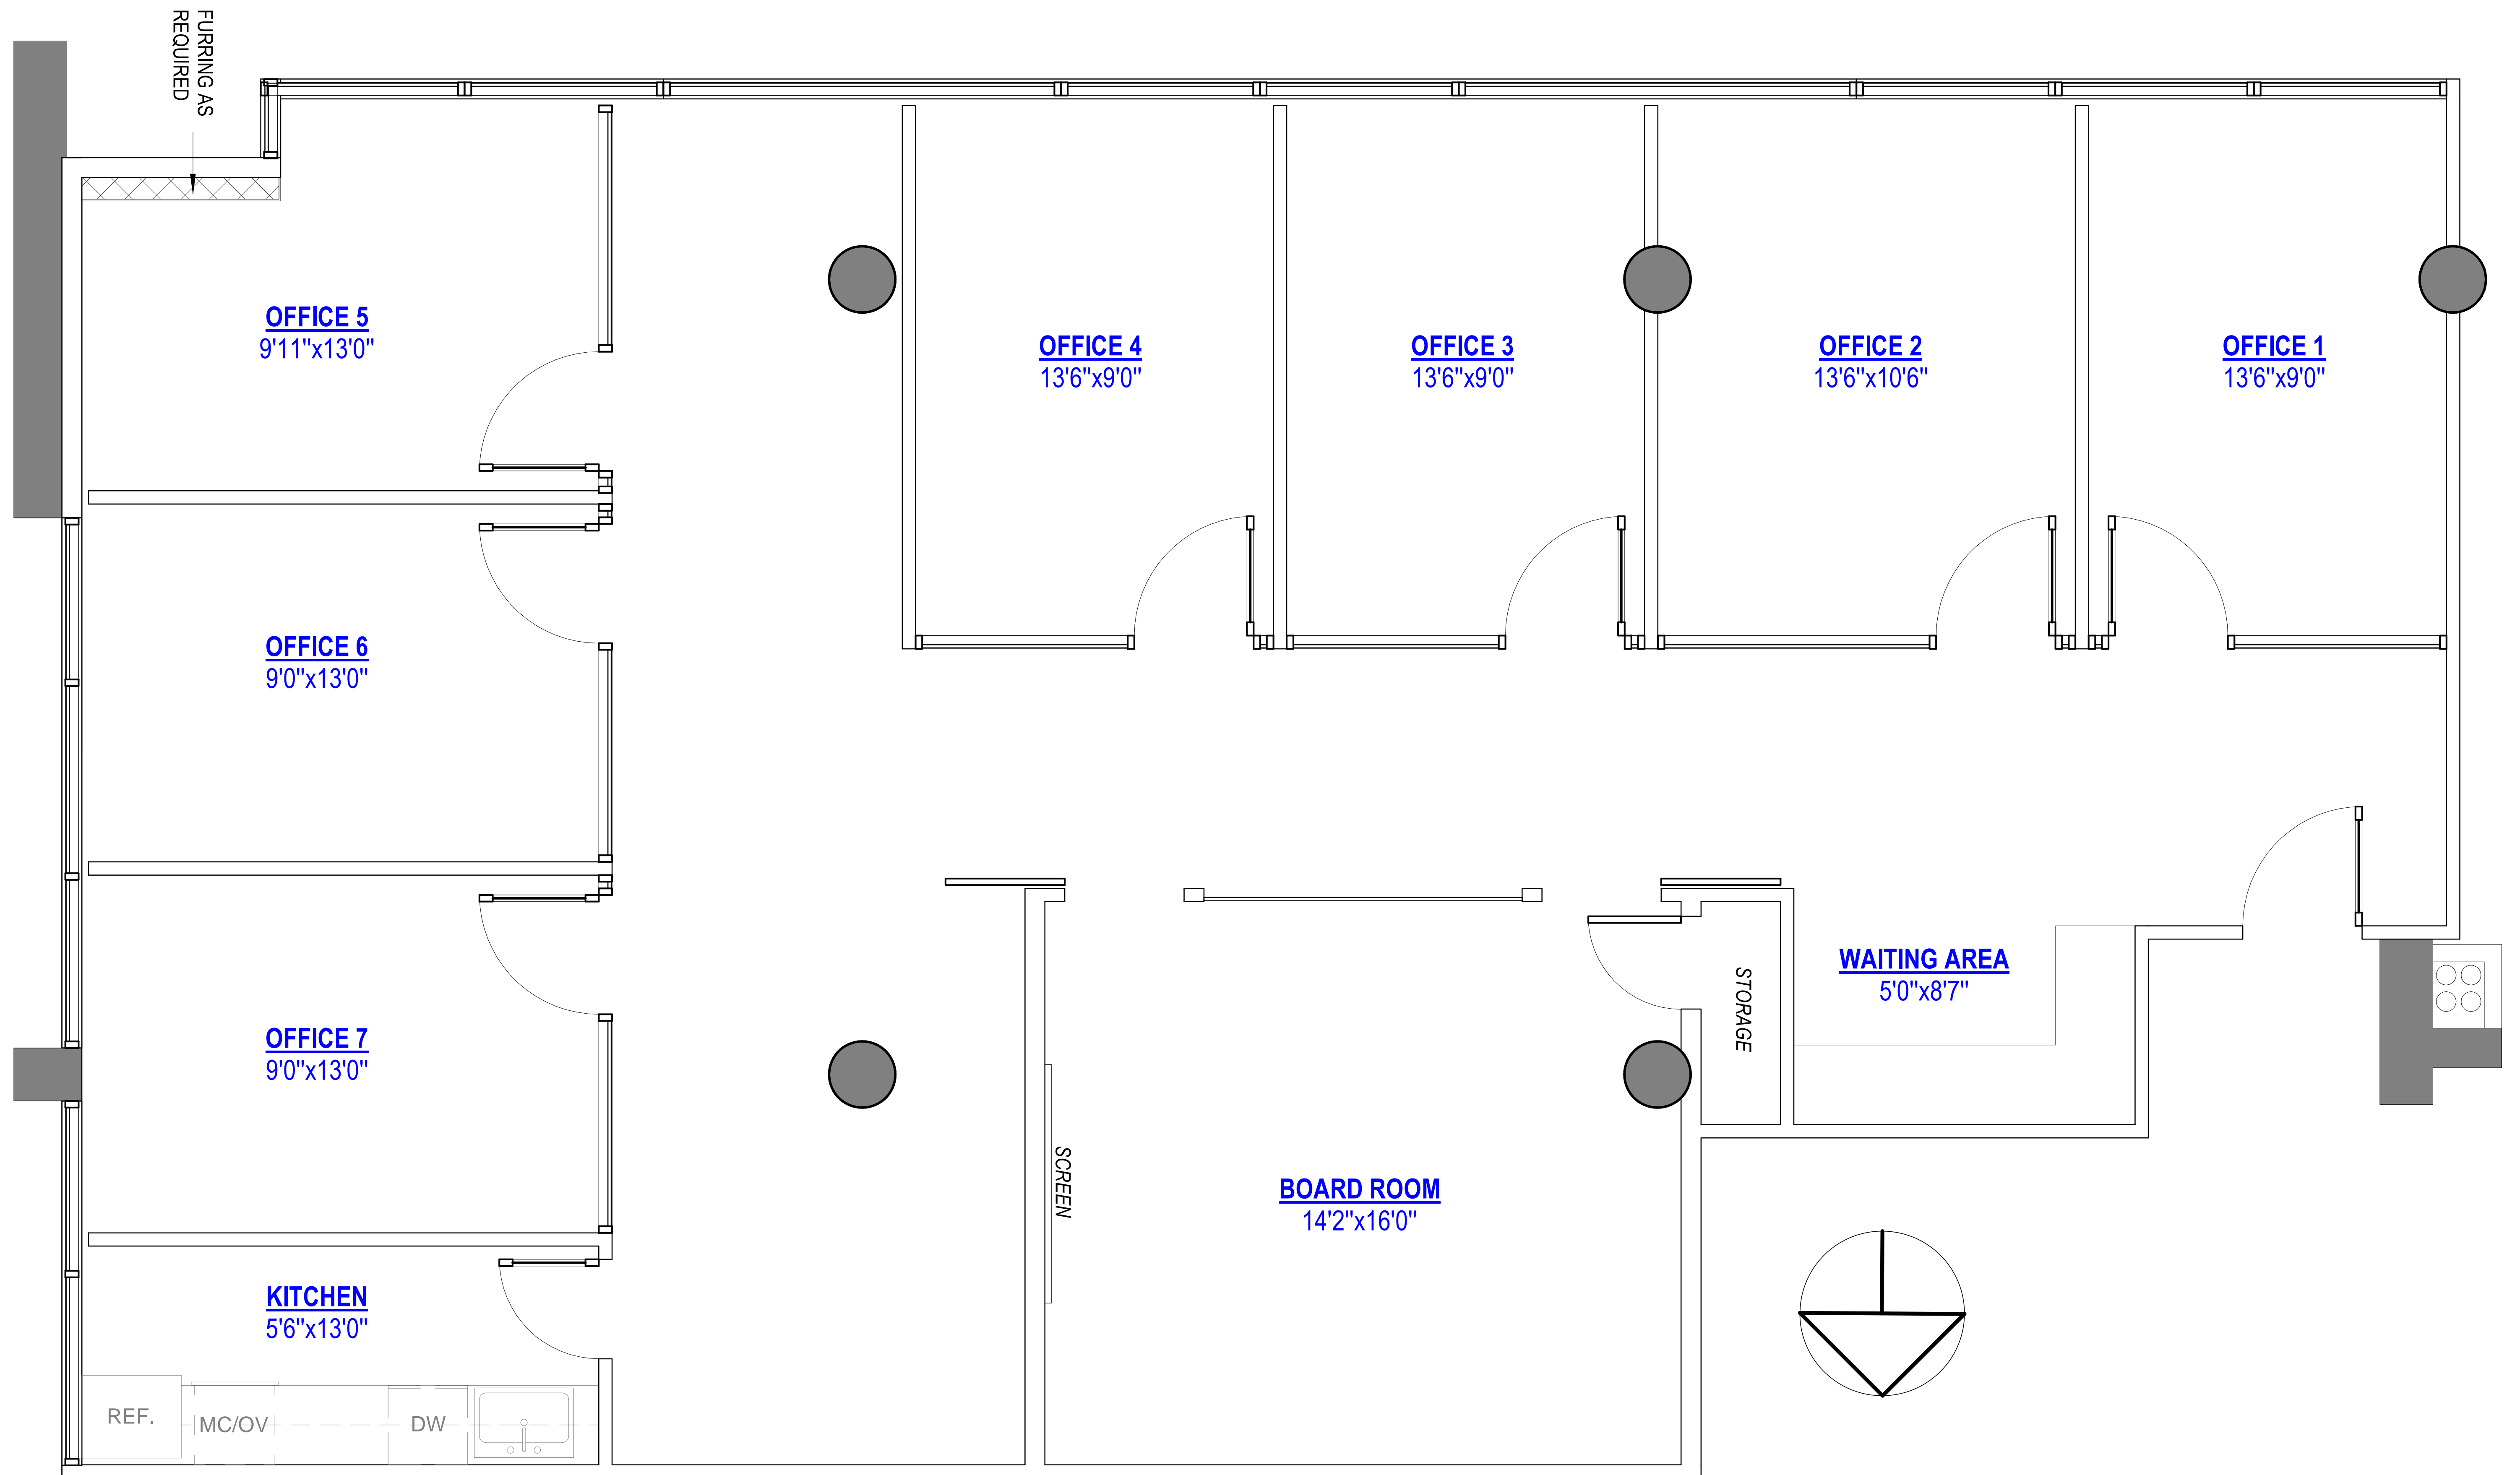 FURRING AS
REQUIRED
OFFICE 5
9'11"x13'0"
OFFICE 4
13'6"x9'0"
OFFICE 3
13'6"x9'0"
OFFICE 2
13'6"x10'6"
OFFICE 1
13'6"x9'0"
OFFICE 6
9'0"x13'0"
WAITING AREA
5'0"x8'7"
STORAGE
OFFICE 7
9'0"x13'0"
SCREEN
BOARD ROOM
14'2"x16'0"
KITCHEN
5'6"x13'0"
REF.
MC/OV
DW